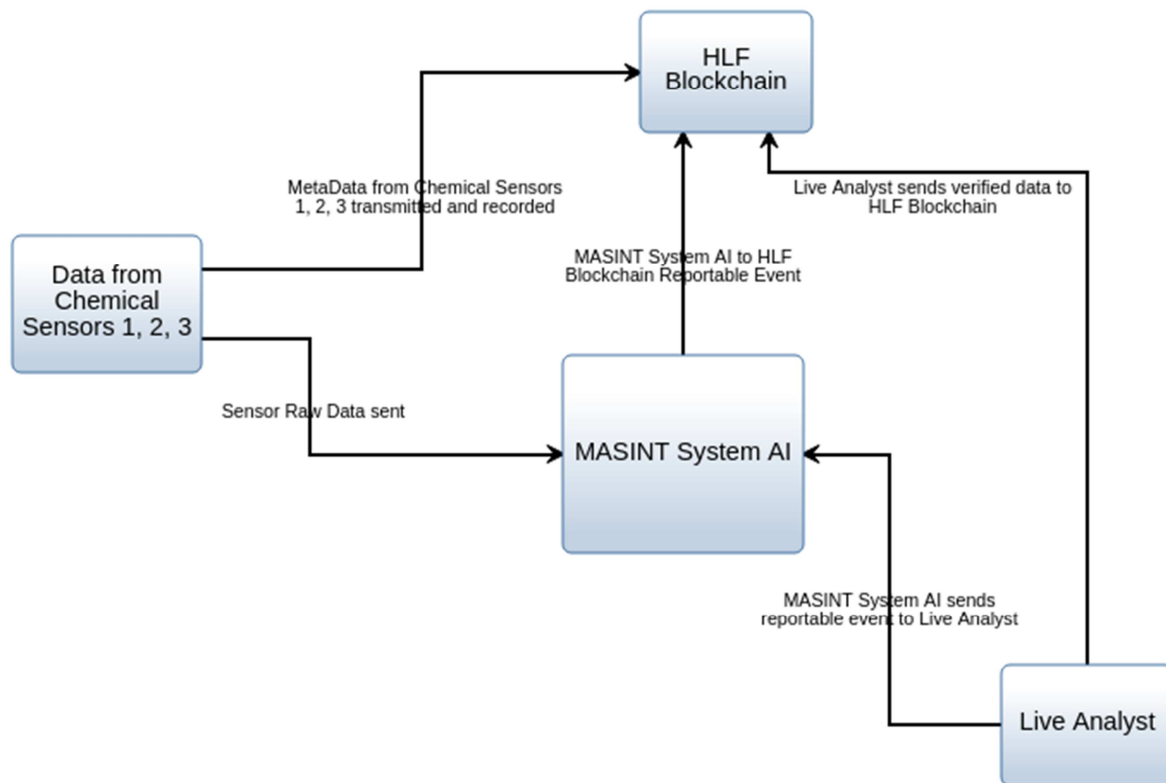 HLF
Blockchain
MetaData from Chemical Sensors
1, 2, 3 transmitted and recorded
Live Analyst sends verified data to
HLF Blockchain
MASINT System AI to HLF
Blockchain Reportable Event
Data from
Chemical
Sensors 1, 2, 3
Sensor Raw Data sent
MASINT System AI
MASINT System AI sends
reportable event to Live Analyst
Live Analyst